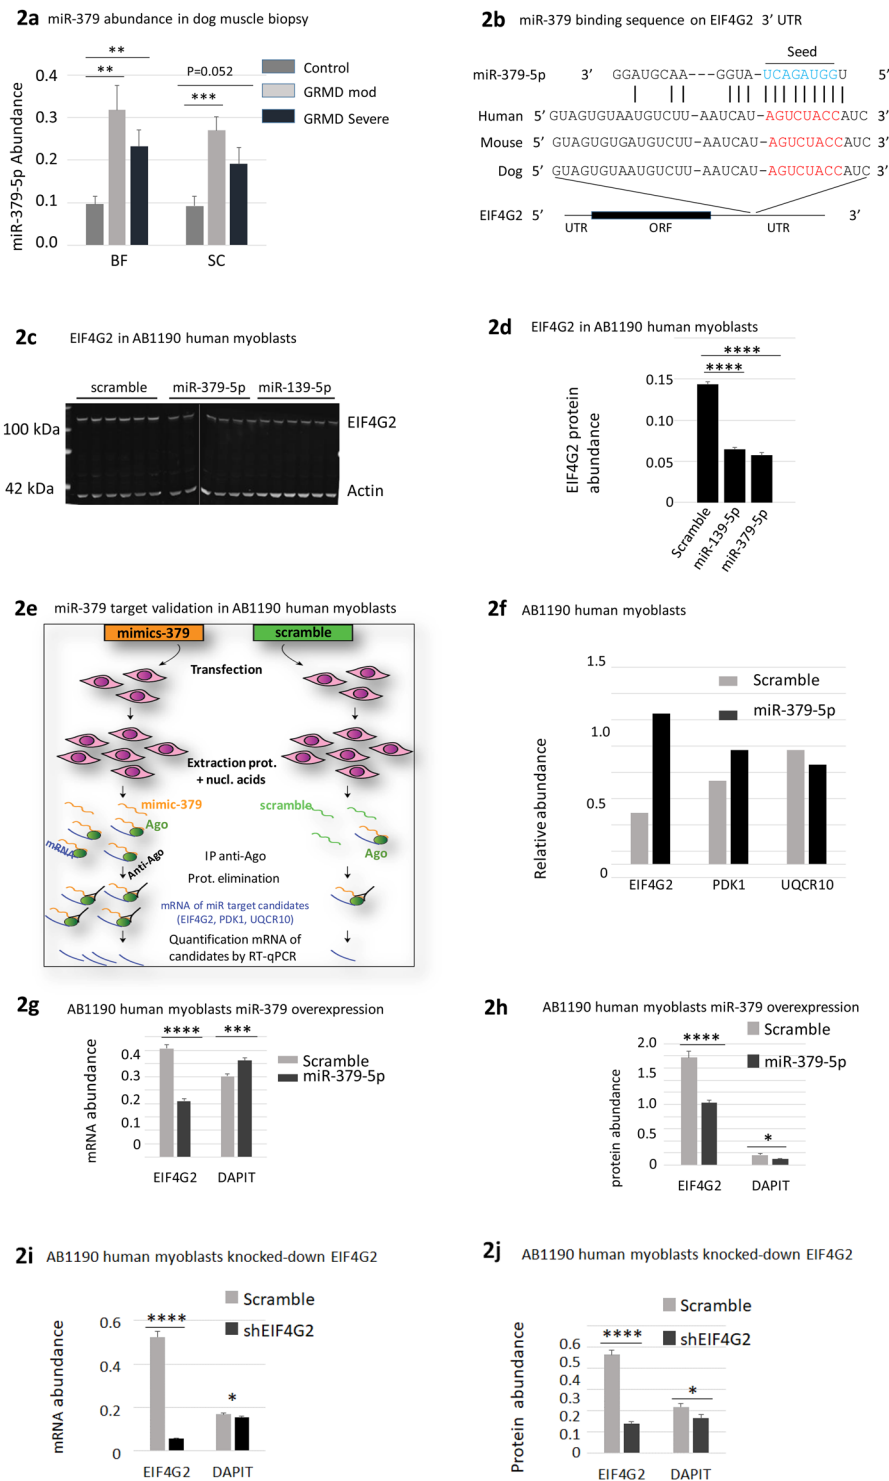 2a miR-379 abundance in dog muscle biopsy
miR-379-5p Abundance
0.4
0.3
0.2
0.1
0.0
**
**
P=0.052
***
BF
SC
Control
GRMD mod
GRMD Severe
2b miR-379 binding sequence on EIF4G2 3’ UTR
Seed
miR-379-5p 3’ GGAUGCAA---GGUA-UCAGAUGGU 5’
Human 5’ GUAGUGUAAUGUCUU-AAUCAU-AGUCUACCAUC 3’
Mouse 5’ GUAGUGUGAUGUCUU-AAUCAU-AGUCUACCAUC 3’
Dog 5’ GUAGUGUAAUGUCUU-AAUCAU-AGUCUACCAUC 3’
EIF4G2 5’ 3’
UTR ORF UTR
2c EIF4G2 in AB1190 human myoblasts
scramble miR-379-5p miR-139-5p
100 kDa
EIF4G2
42 kDa
Actin
2d EIF4G2 in AB1190 human myoblasts
EIF4G2 protein
abundance
0.15
0.10
0.05
0
****
****
Scramble
miR-139-5p
miR-379-5p
2e miR-379 target validation in AB1190 human myoblasts
mimics-379
scramble
Transfection
Extraction prot.
+ nucl. acids
mimic-379
scramble
Ago
mRNA
Ago
Anti-Ago
IP anti-Ago
Prot. elimination
mRNA of miR target candidates
(EIF4G2, PDK1, UQCR10)
Quantification mRNA of
candidates by RT-qPCR
2f AB1190 human myoblasts
Relative abundance
1.5
1.0
0.5
0
Scramble
miR-379-5p
EIF4G2
PDK1
UQCR10
2g AB1190 human myoblasts miR-379 overexpression
mRNA abundance
0.4
0.3
0.2
0.1
0
****
***
Scramble
miR-379-5p
EIF4G2
DAPIT
2h AB1190 human myoblasts miR-379 overexpression
protein abundance
2.0
1.5
1.0
0.5
0
****
*
Scramble
miR-379-5p
EIF4G2
DAPIT
2i AB1190 human myoblasts knocked-down EIF4G2
mRNA abundance
0.6
0.4
0.2
0
****
*
Scramble
shEIF4G2
EIF4G2
DAPIT
2j AB1190 human myoblasts knocked-down EIF4G2
Protein abundance
0.6
0.5
0.4
0.3
0.2
0.2
0
****
*
Scramble
shEIF4G2
EIF4G2
DAPIT